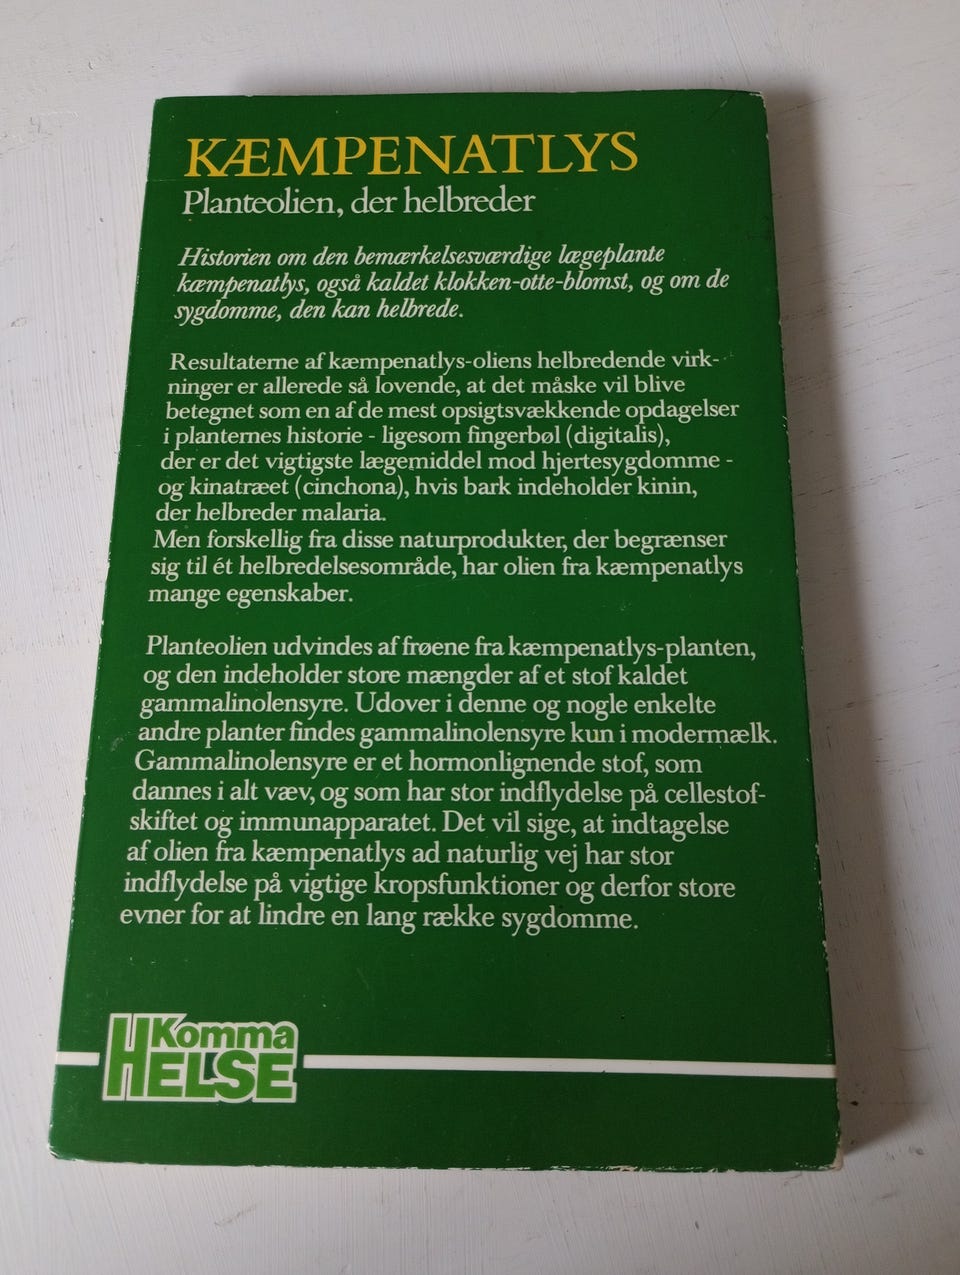 KÆMPENATLYS
Planteolien, der helbreder
Historien om den bemærkelsesværdige lægeplante
kæmpenatlys, også kaldet klokken-otte-blomst, og om de
sygdomme, den kan helbrede.
Resultaterne af kæmpenatlys-oliens helbredende virk-
ninger er allerede så lovende, at det måske vil blive
betegnet som en af de mest opsigtsvækkende opdagelser
i planternes historie - ligesom fingerbøl (digitalis),
der er det vigtigste lægemiddel mod hjertesygdomme -
og kinatræet (cinchona), hvis bark indeholder kinin,
der helbreder malaria.
Men forskellig fra disse naturprodukter, der begrænser
sig til ét helbredelsesområde, har olien fra kæmpenatlys
mange egenskaber.
Planteolien udvindes af frøene fra kæmpenatlys-planten,
og den indeholder store mængder af et stof kaldet
gammalinolensyre. Udover i denne og nogle enkelte
andre planter findes gammalinolensyre kun i modermælk.
Gammalinolensyre er et hormonlignende stof, som
dannes i alt væv, og som har stor indflydelse på cellestof-
skiftet og immunapparatet. Det vil sige, at indtagelse
af olien fra kæmpenatlys ad naturlig vej har stor
indflydelse på vigtige kropsfunktioner og derfor store
evner for at lindre en lang række sygdomme.
Komma
HELSE